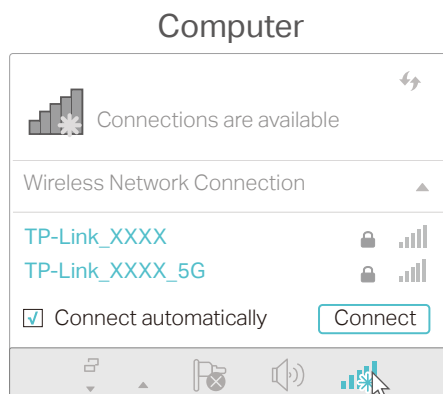 Computer
Connections are available
Wireless Network Connection
TP-Link_XXXX
TP-Link_XXXX_5G
Connect automatically
Connect